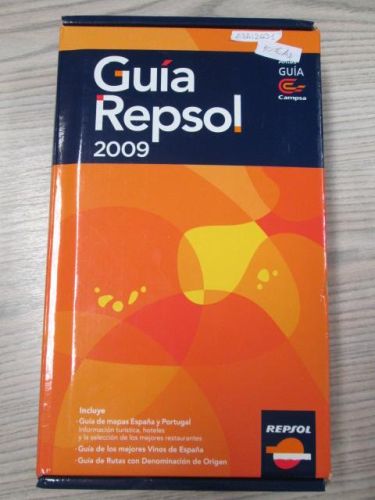 Guía
Repsol
2009
Antes
GUÍA
Campsa
Incluye
· Guía de mapas España y Portugal
Información turística, hoteles
y la selección de los mejores restaurantes
· Guía de los mejores Vinos de España
· Guía de Rutas con Denominación de Origen
REPSOL